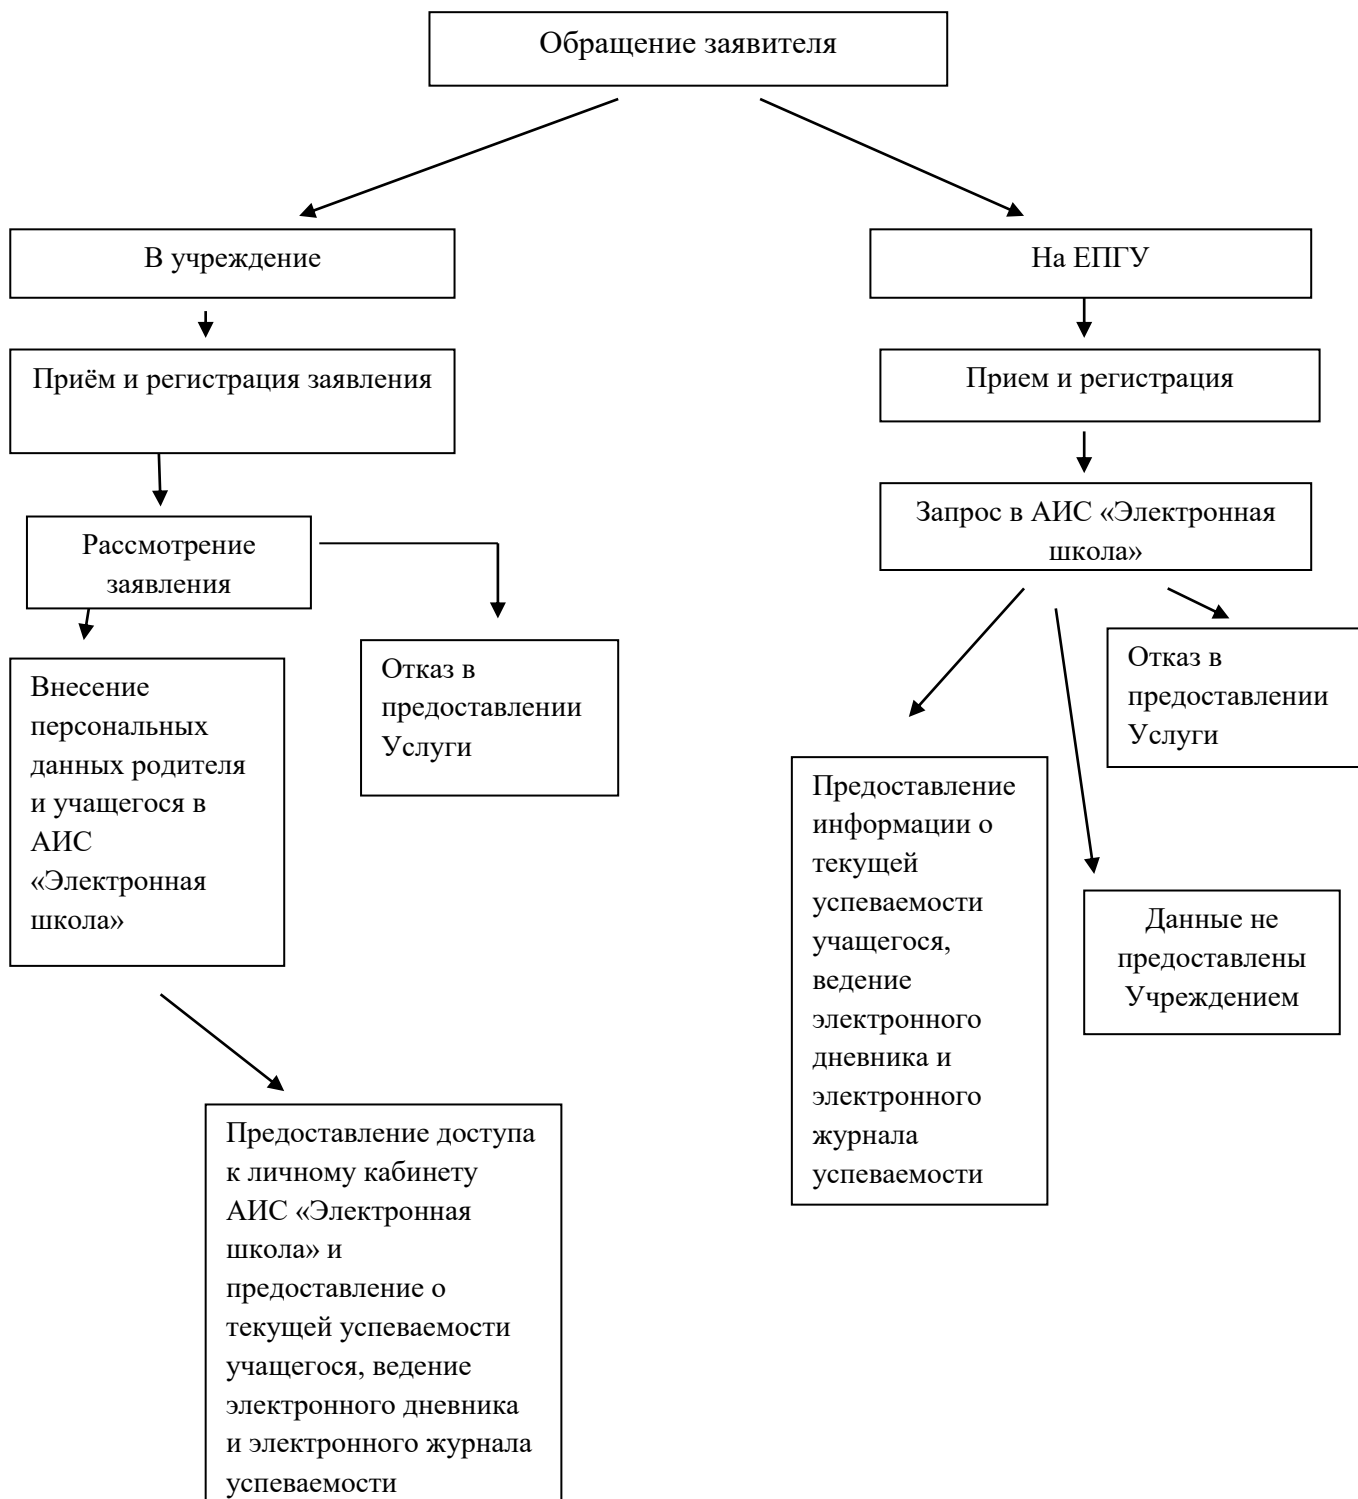 Обращение заявителя
В учреждение
На ЕПГУ
Приём и регистрация заявления
Прием и регистрация
Запрос в АИС «Электронная
школа»
Рассмотрение
заявления
Отказ в
предоставлении
Услуги
Внесение
персональных
данных родителя
и учащегося в
АИС
«Электронная
школа»
Отказ в
предоставлении
Услуги
Предоставление
информации о
текущей
успеваемости
учащегося,
ведение
электронного
дневника и
электронного
журнала
успеваемости
Данные не
предоставлены
Учреждением
Предоставление доступа
к личному кабинету
АИС «Электронная
школа» и
предоставление о
текущей успеваемости
учащегося, ведение
электронного дневника
и электронного журнала
успеваемости